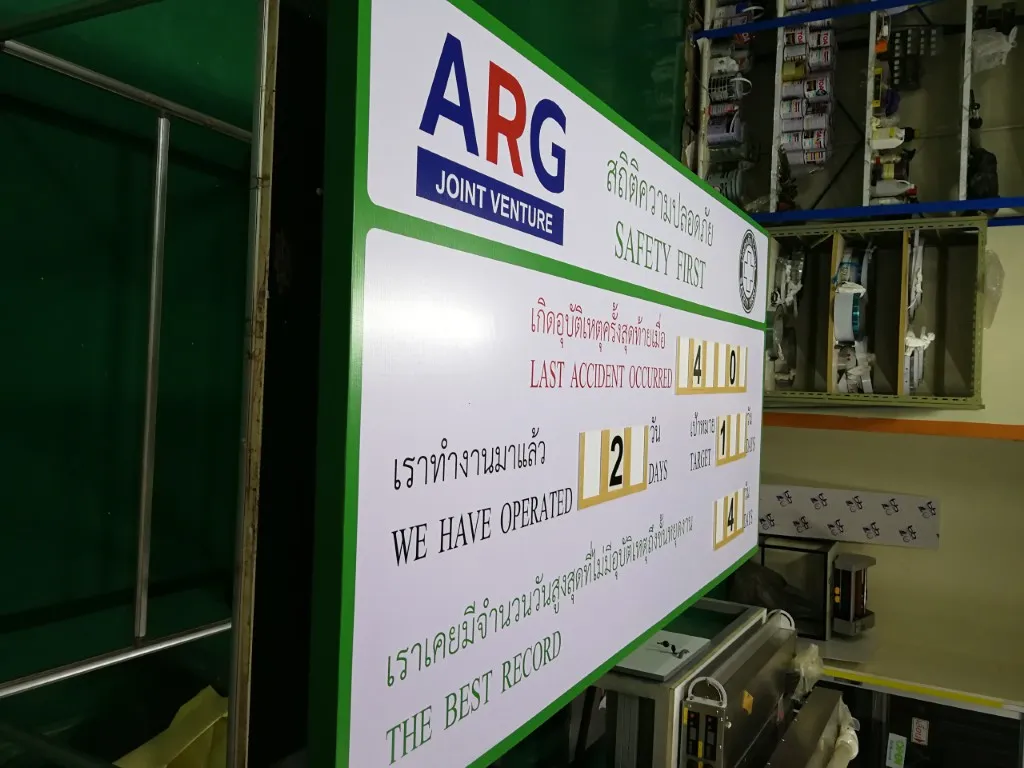 ARG
JOINT VENTURE
สถิติความปลอดภัย
SAFETY FIRST
เกิดอุบัติเหตุครั้งสุดท้ายเมื่อ
LAST ACCIDENT OCCURRED 4 0
เราทำงานมาแล้ว 2 วัน เป้าหมาย 1 วัน
WE HAVE OPERATED DAYS TARGET DAYS
เราเคยมีจำนวนวันสูงสุดที่ไม่มีอุบัติเหตุถึงขั้นหยุดงาน 4 วัน
THE BEST RECORD DAYS